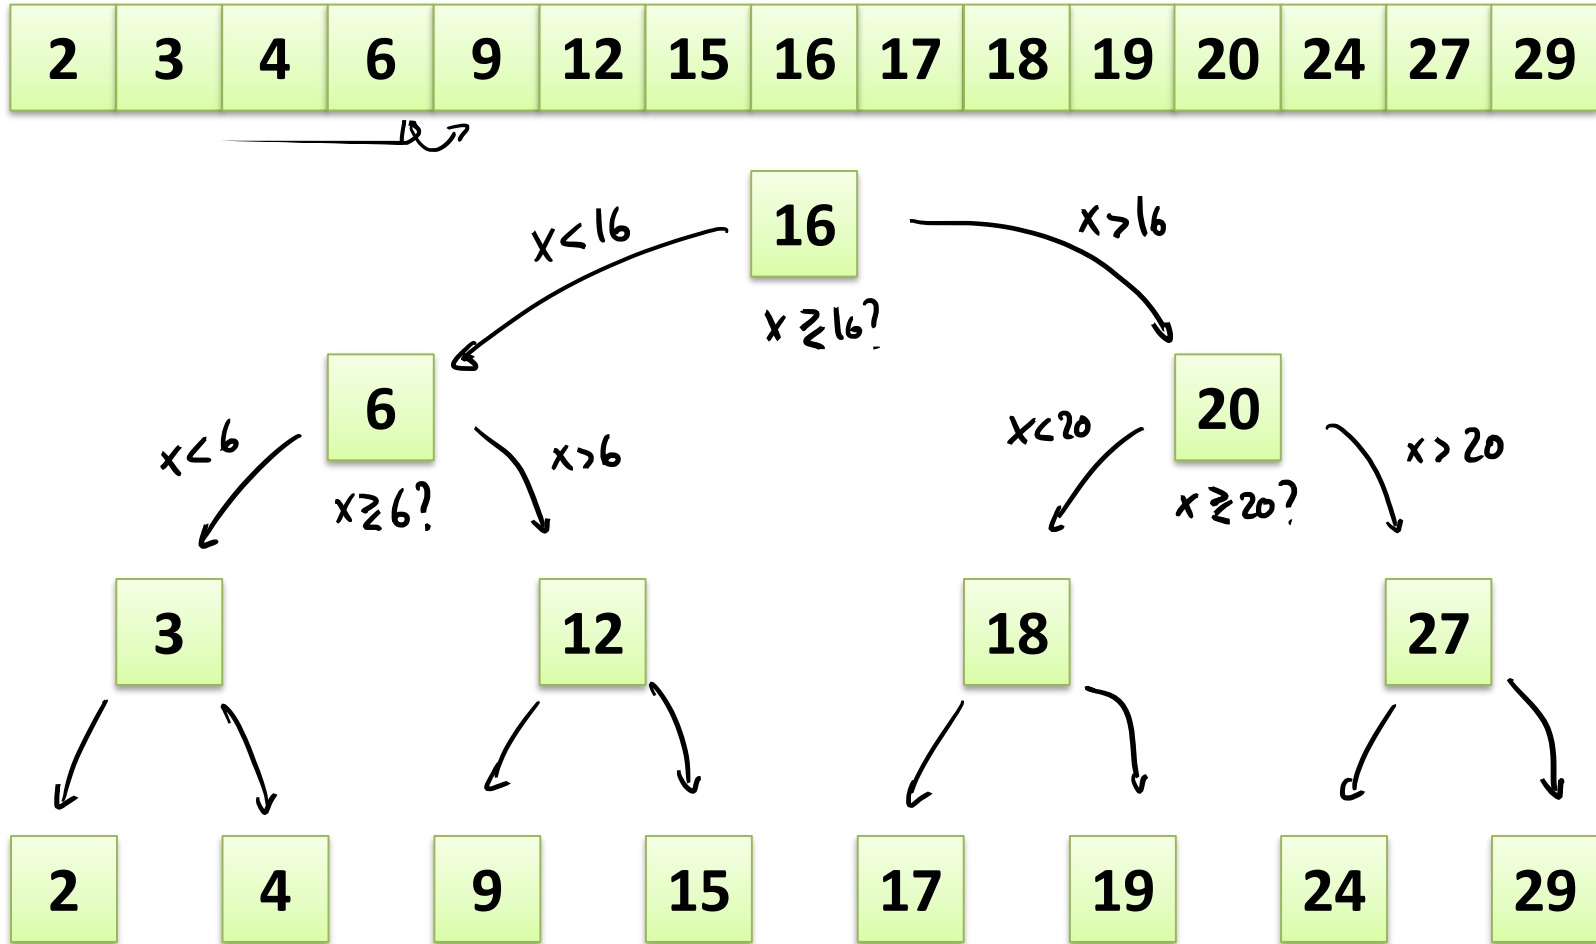 2 3 4 6 9 12 15 16 17 18 19 20 24 27 29
x<16 16 x>16
x≷16?
6 20
x<6 x>6 x<20 x>20
x≷6? x≷20?
3 12 18 27
2 4 9 15 17 19 24 29